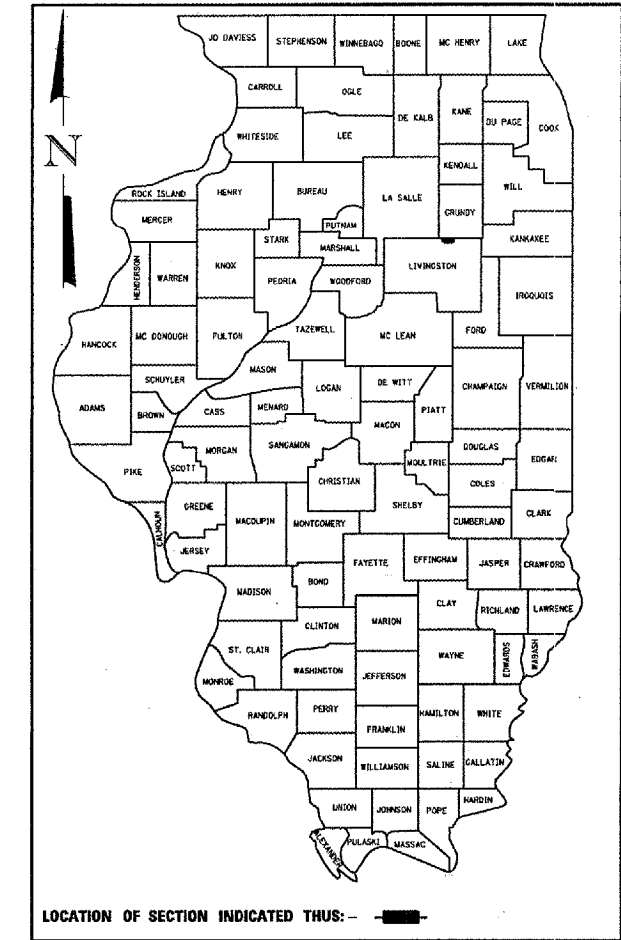 JO DAVIESS STEPHENSON WINNEBAGO BOONE MC HENRY LAKE
CARROLL OGLE DE KALB KANE DU PAGE COOK
N
WHITESIDE LEE
KENDALL
ROCK ISLAND HENRY BUREAU LA SALLE GRUNDY WILL
MERCER PUTNAM
STARK MARSHALL KANKAKEE
HENDERSON WARREN KNOX PEORIA WOODFORD LIVINGSTON IROQUOIS
HANCOCK MC DONOUGH FULTON TAZEWELL MC LEAN FORD
SCHUYLER MASON LOGAN DE WITT CHAMPAIGN VERMILION
ADAMS BROWN CASS MENARD MACON PIATT
PIKE SCOTT MORGAN SANGAMON MOULTRIE DOUGLAS EDGAR
CHRISTIAN COLES
CALHOUN GREENE MACOUPIN MONTGOMERY SHELBY CUMBERLAND CLARK
JERSEY
FAYETTE EFFINGHAM JASPER CRAWFORD
MADISON BOND
CLAY RICHLAND LAWRENCE
CLINTON MARION
ST. CLAIR WAYNE EDWARDS WABASH
WASHINGTON JEFFERSON
MONROE
RANDOLPH PERRY HAMILTON WHITE
FRANKLIN
JACKSON WILLIAMSON SALINE GALLATIN
UNION JOHNSON POPE HARDIN
ALEXANDER PULASKI MASSAC
LOCATION OF SECTION INDICATED THUS: –